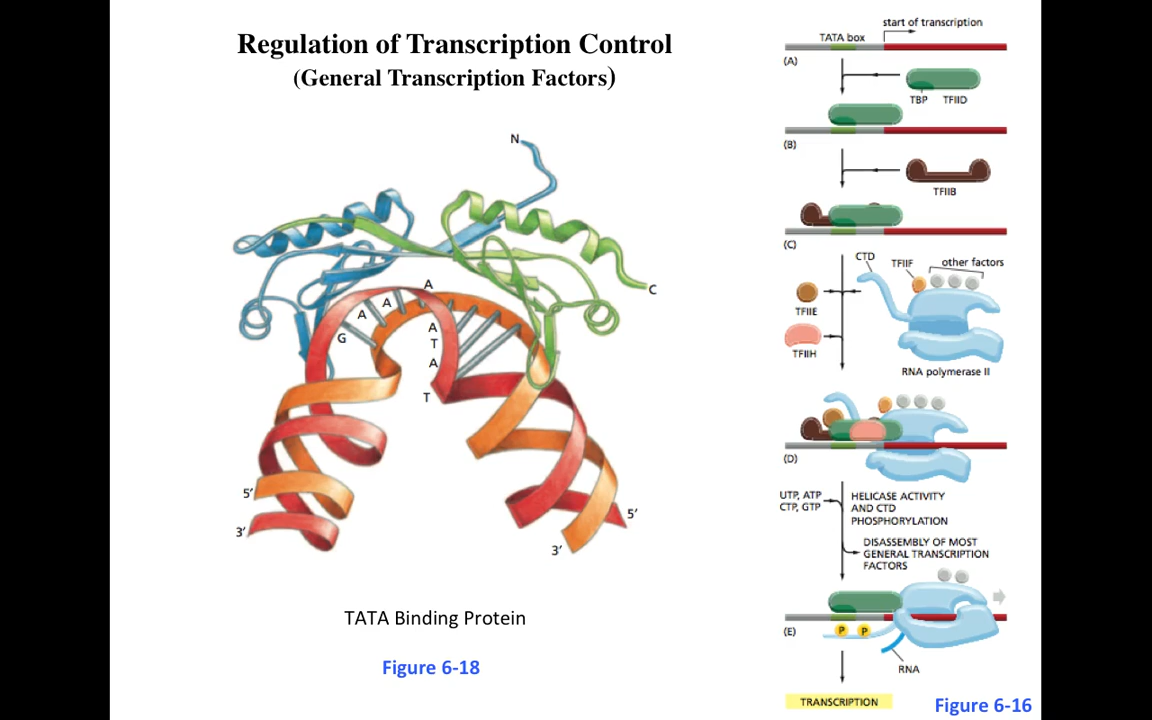 Regulation of Transcription Control
(General Transcription Factors)
N
C
A
A
A
G
A
T
A
T
5′
3′
5′
3′
TATA Binding Protein
Figure 6-18
start of transcription
TATA box
(A)
TBP TFIID
(B)
TFIIB
(C)
CTD
TFIIF
other factors
TFIIE
TFIIH
RNA polymerase II
(D)
UTP, ATP
CTP, GTP
HELICASE ACTIVITY
AND CTD
PHOSPHORYLATION
DISASSEMBLY OF MOST
GENERAL TRANSCRIPTION
FACTORS
(E)
P P
RNA
TRANSCRIPTION
Figure 6-16